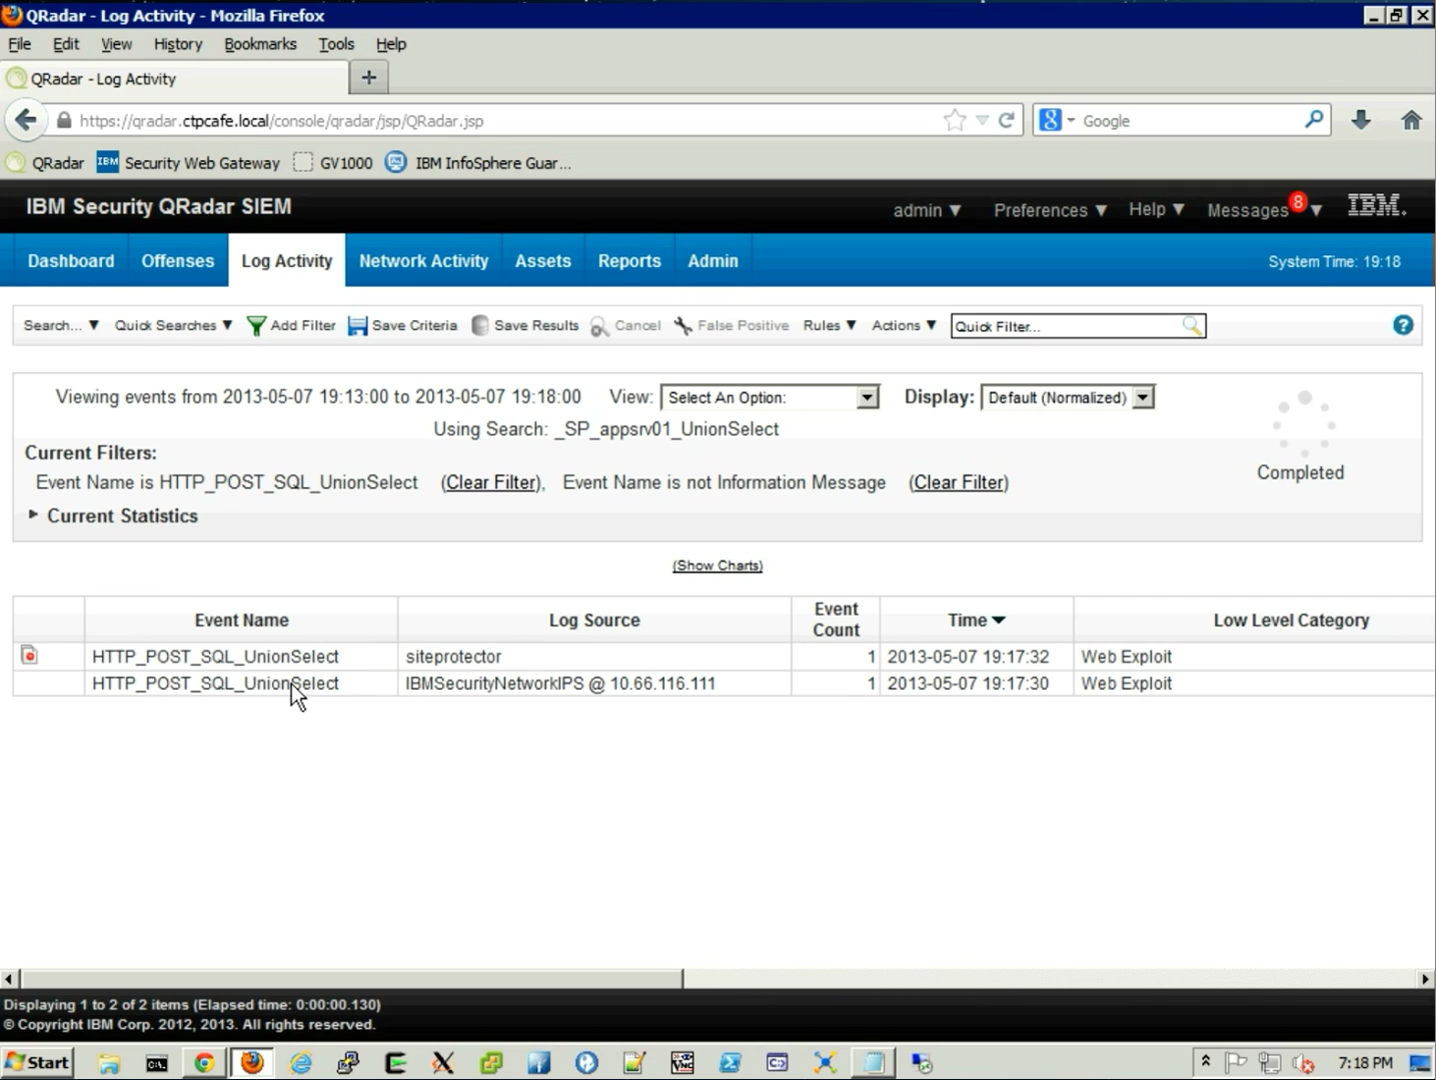 QRadar - Log Activity - Mozilla Firefox
File Edit View History Bookmarks Tools Help
QRadar - Log Activity +
https://qradar.ctpcafe.local/console/qradar/jsp/QRadar.jsp Google
QRadar IBM Security Web Gateway GV1000 IBM InfoSphere Guar...
IBM Security QRadar SIEM admin ▼ Preferences ▼ Help ▼ Messages 8 ▼ IBM.
Dashboard Offenses Log Activity Network Activity Assets Reports Admin System Time: 19:18
Search... ▼ Quick Searches ▼ Add Filter Save Criteria Save Results Cancel False Positive Rules ▼ Actions ▼ Quick Filter... ?
Viewing events from 2013-05-07 19:13:00 to 2013-05-07 19:18:00 View: Select An Option: Display: Default (Normalized)
Using Search: _SP_appsrv01_UnionSelect
Current Filters:
Completed
Event Name is HTTP_POST_SQL_UnionSelect (Clear Filter), Event Name is not Information Message (Clear Filter)
Current Statistics
(Show Charts)
Event Name Log Source Event Count Time ▼ Low Level Category
HTTP_POST_SQL_UnionSelect siteprotector 1 2013-05-07 19:17:32 Web Exploit
HTTP_POST_SQL_UnionSelect IBMSecurityNetworkIPS @ 10.66.116.111 1 2013-05-07 19:17:30 Web Exploit
Displaying 1 to 2 of 2 items (Elapsed time: 0:00:00.130)
© Copyright IBM Corp. 2012, 2013. All rights reserved.
Start 7:18 PM